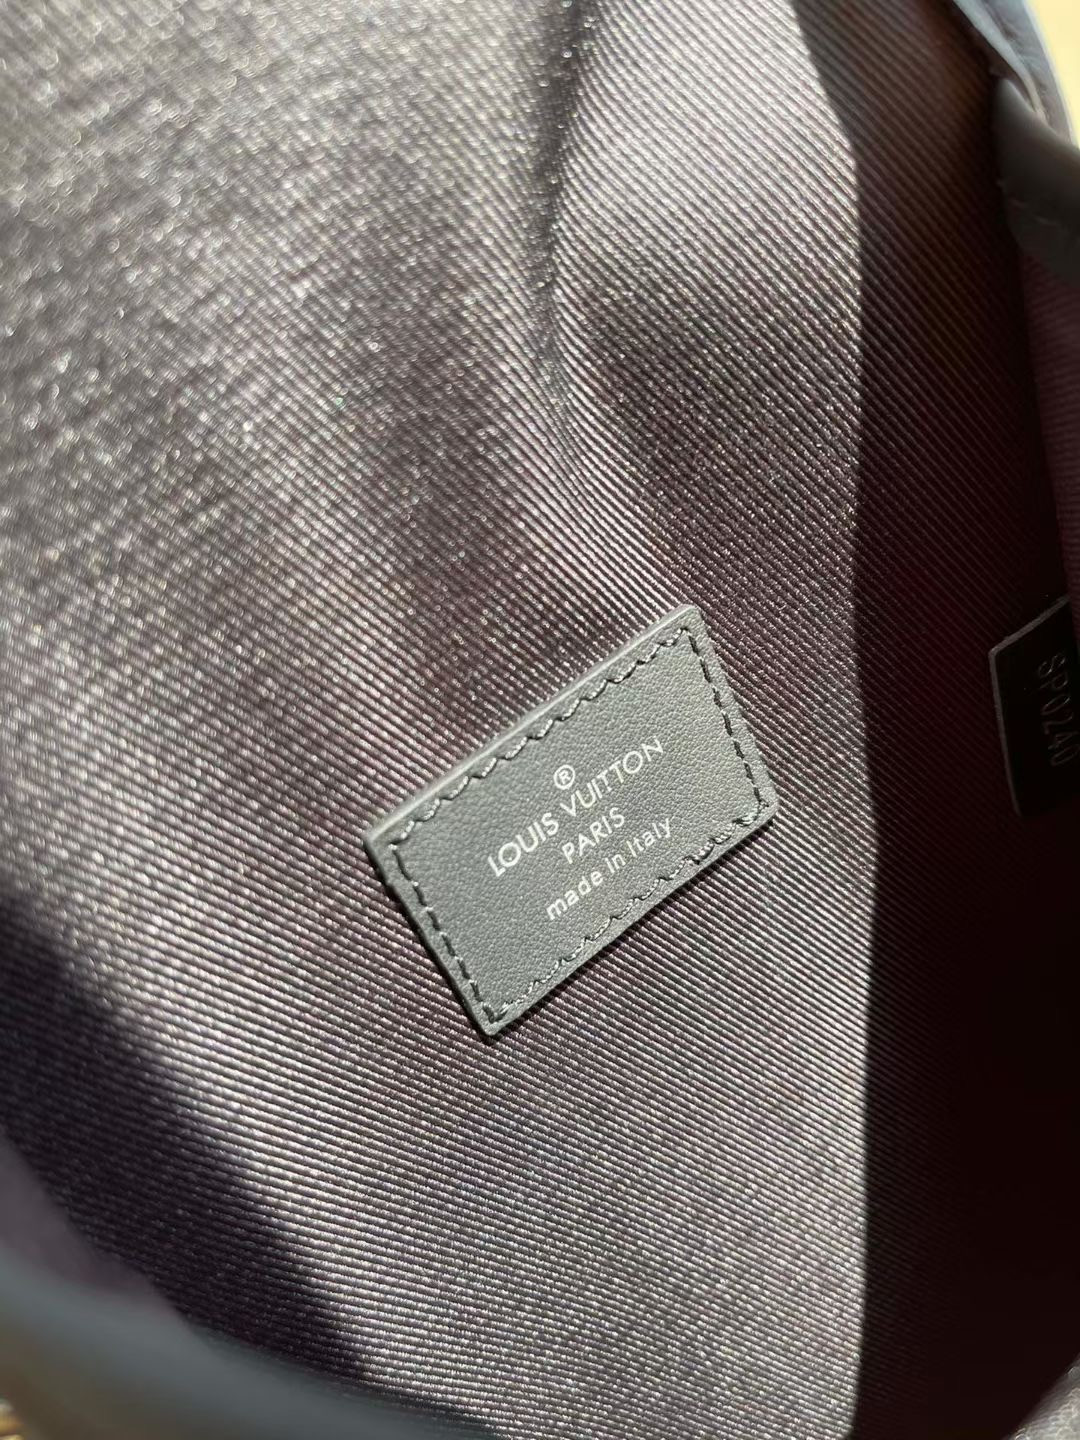 ®
LOUIS VUITTON
PARIS
made in Italy
SP0240